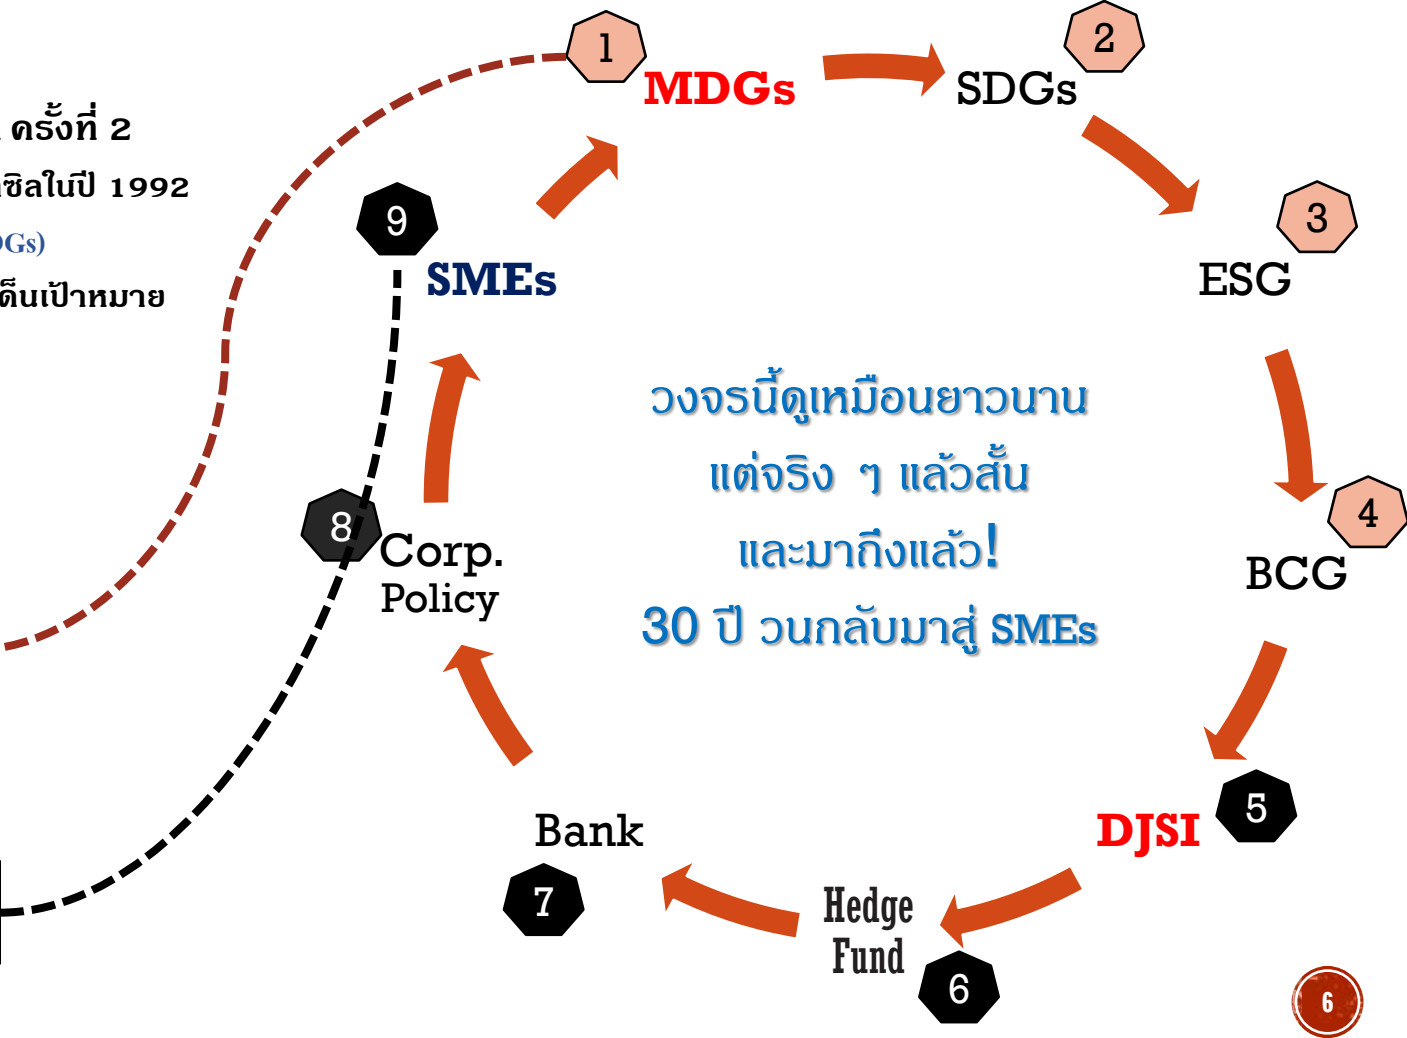 ครั้งที่ 2
ซิลในปี 1992
Gs)
ด็นเป้าหมาย
1
MDGs
2
SDGs
3
ESG
4
BCG
5
DJSI
6
Hedge
Fund
7
Bank
8
Corp.
Policy
9
SMEs
วงจรนี้ดูเหมือนยาวนาน
แต่จริง ๆ แล้วสั้น
และมาถึงแล้ว!
30 ปี วนกลับมาสู่ SMEs
6